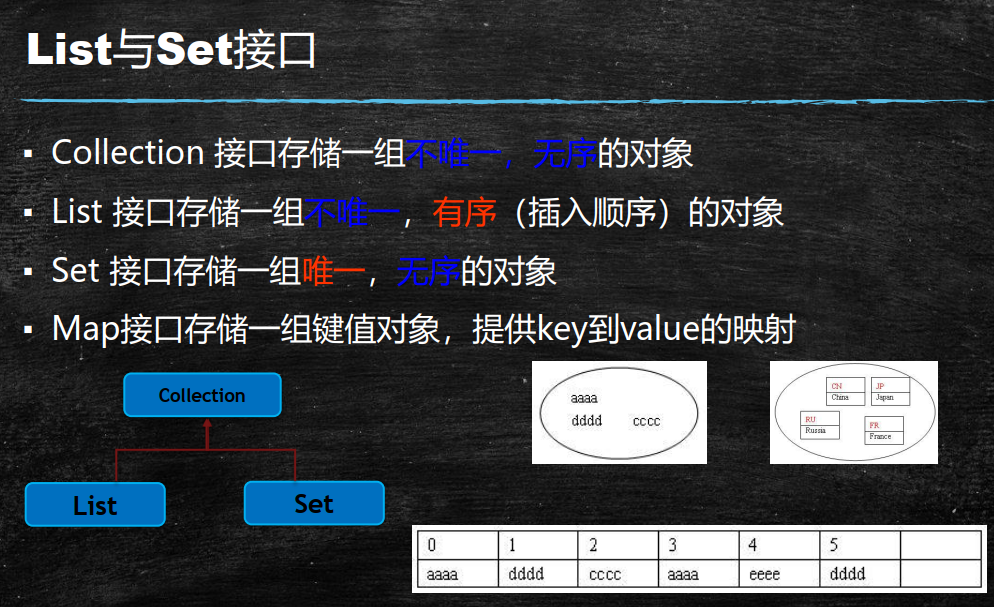 List与Set接口
▪ Collection 接口存储一组不唯一，无序的对象
▪ List 接口存储一组不唯一，有序（插入顺序）的对象
▪ Set 接口存储一组唯一，无序的对象
▪ Map接口存储一组键值对象，提供key到value的映射
Collection
List
Set
aaaa
dddd cccc
CN JP
China Japan
RU
Russia
FR
France
0 1 2 3 4 5
aaaa dddd cccc aaaa eeee dddd